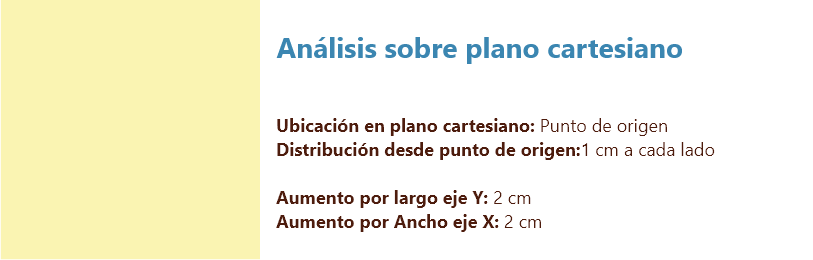 Análisis sobre plano cartesiano
Ubicación en plano cartesiano: Punto de origen
Distribución desde punto de origen:1 cm a cada lado
Aumento por largo eje Y: 2 cm
Aumento por Ancho eje X: 2 cm